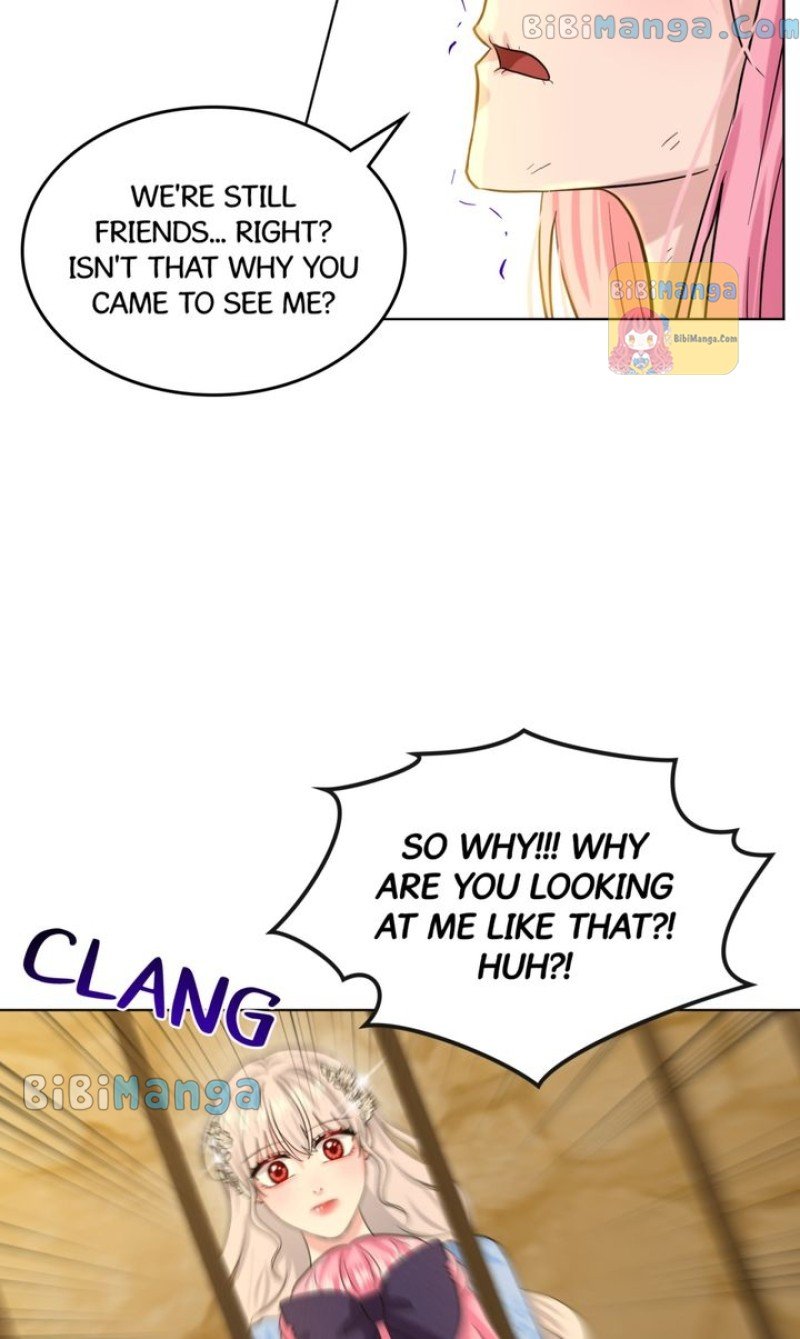 BiBiManga.Com
WE'RE STILL
FRIENDS... RIGHT?
ISN'T THAT WHY YOU
CAME TO SEE ME?
BiBiManga
BibiManga.Com
SO WHY!!! WHY
ARE YOU LOOKING
AT ME LIKE THAT?!
HUH?!
CLANG
BiBiManga